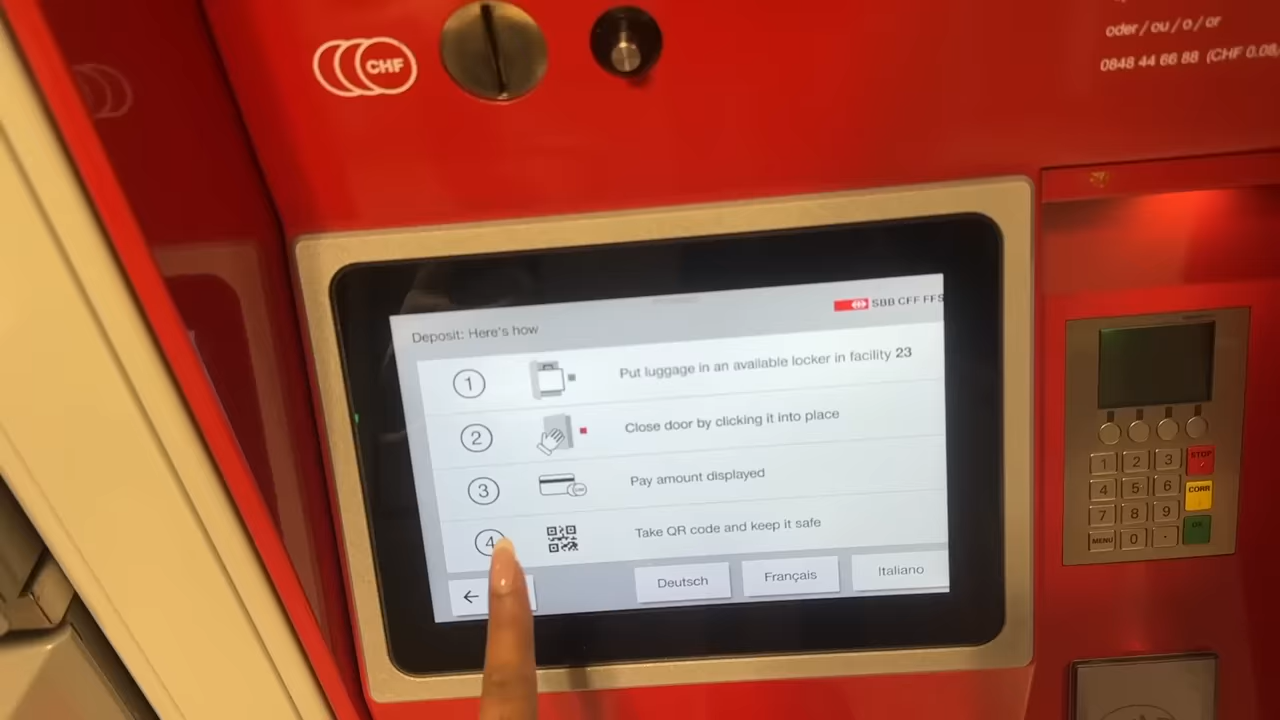 CHF
oder / ou / o / or
0848 44 66 88 (CHF 0.08
SBB CFF FFS
Deposit: Here's how
1 Put luggage in an available locker in facility 23
2 Close door by clicking it into place
3 Pay amount displayed
4 Take QR code and keep it safe
← Deutsch Français Italiano
1 2 3 STOP
4 5 6 CORR
7 8 9 OK
MENU 0 .